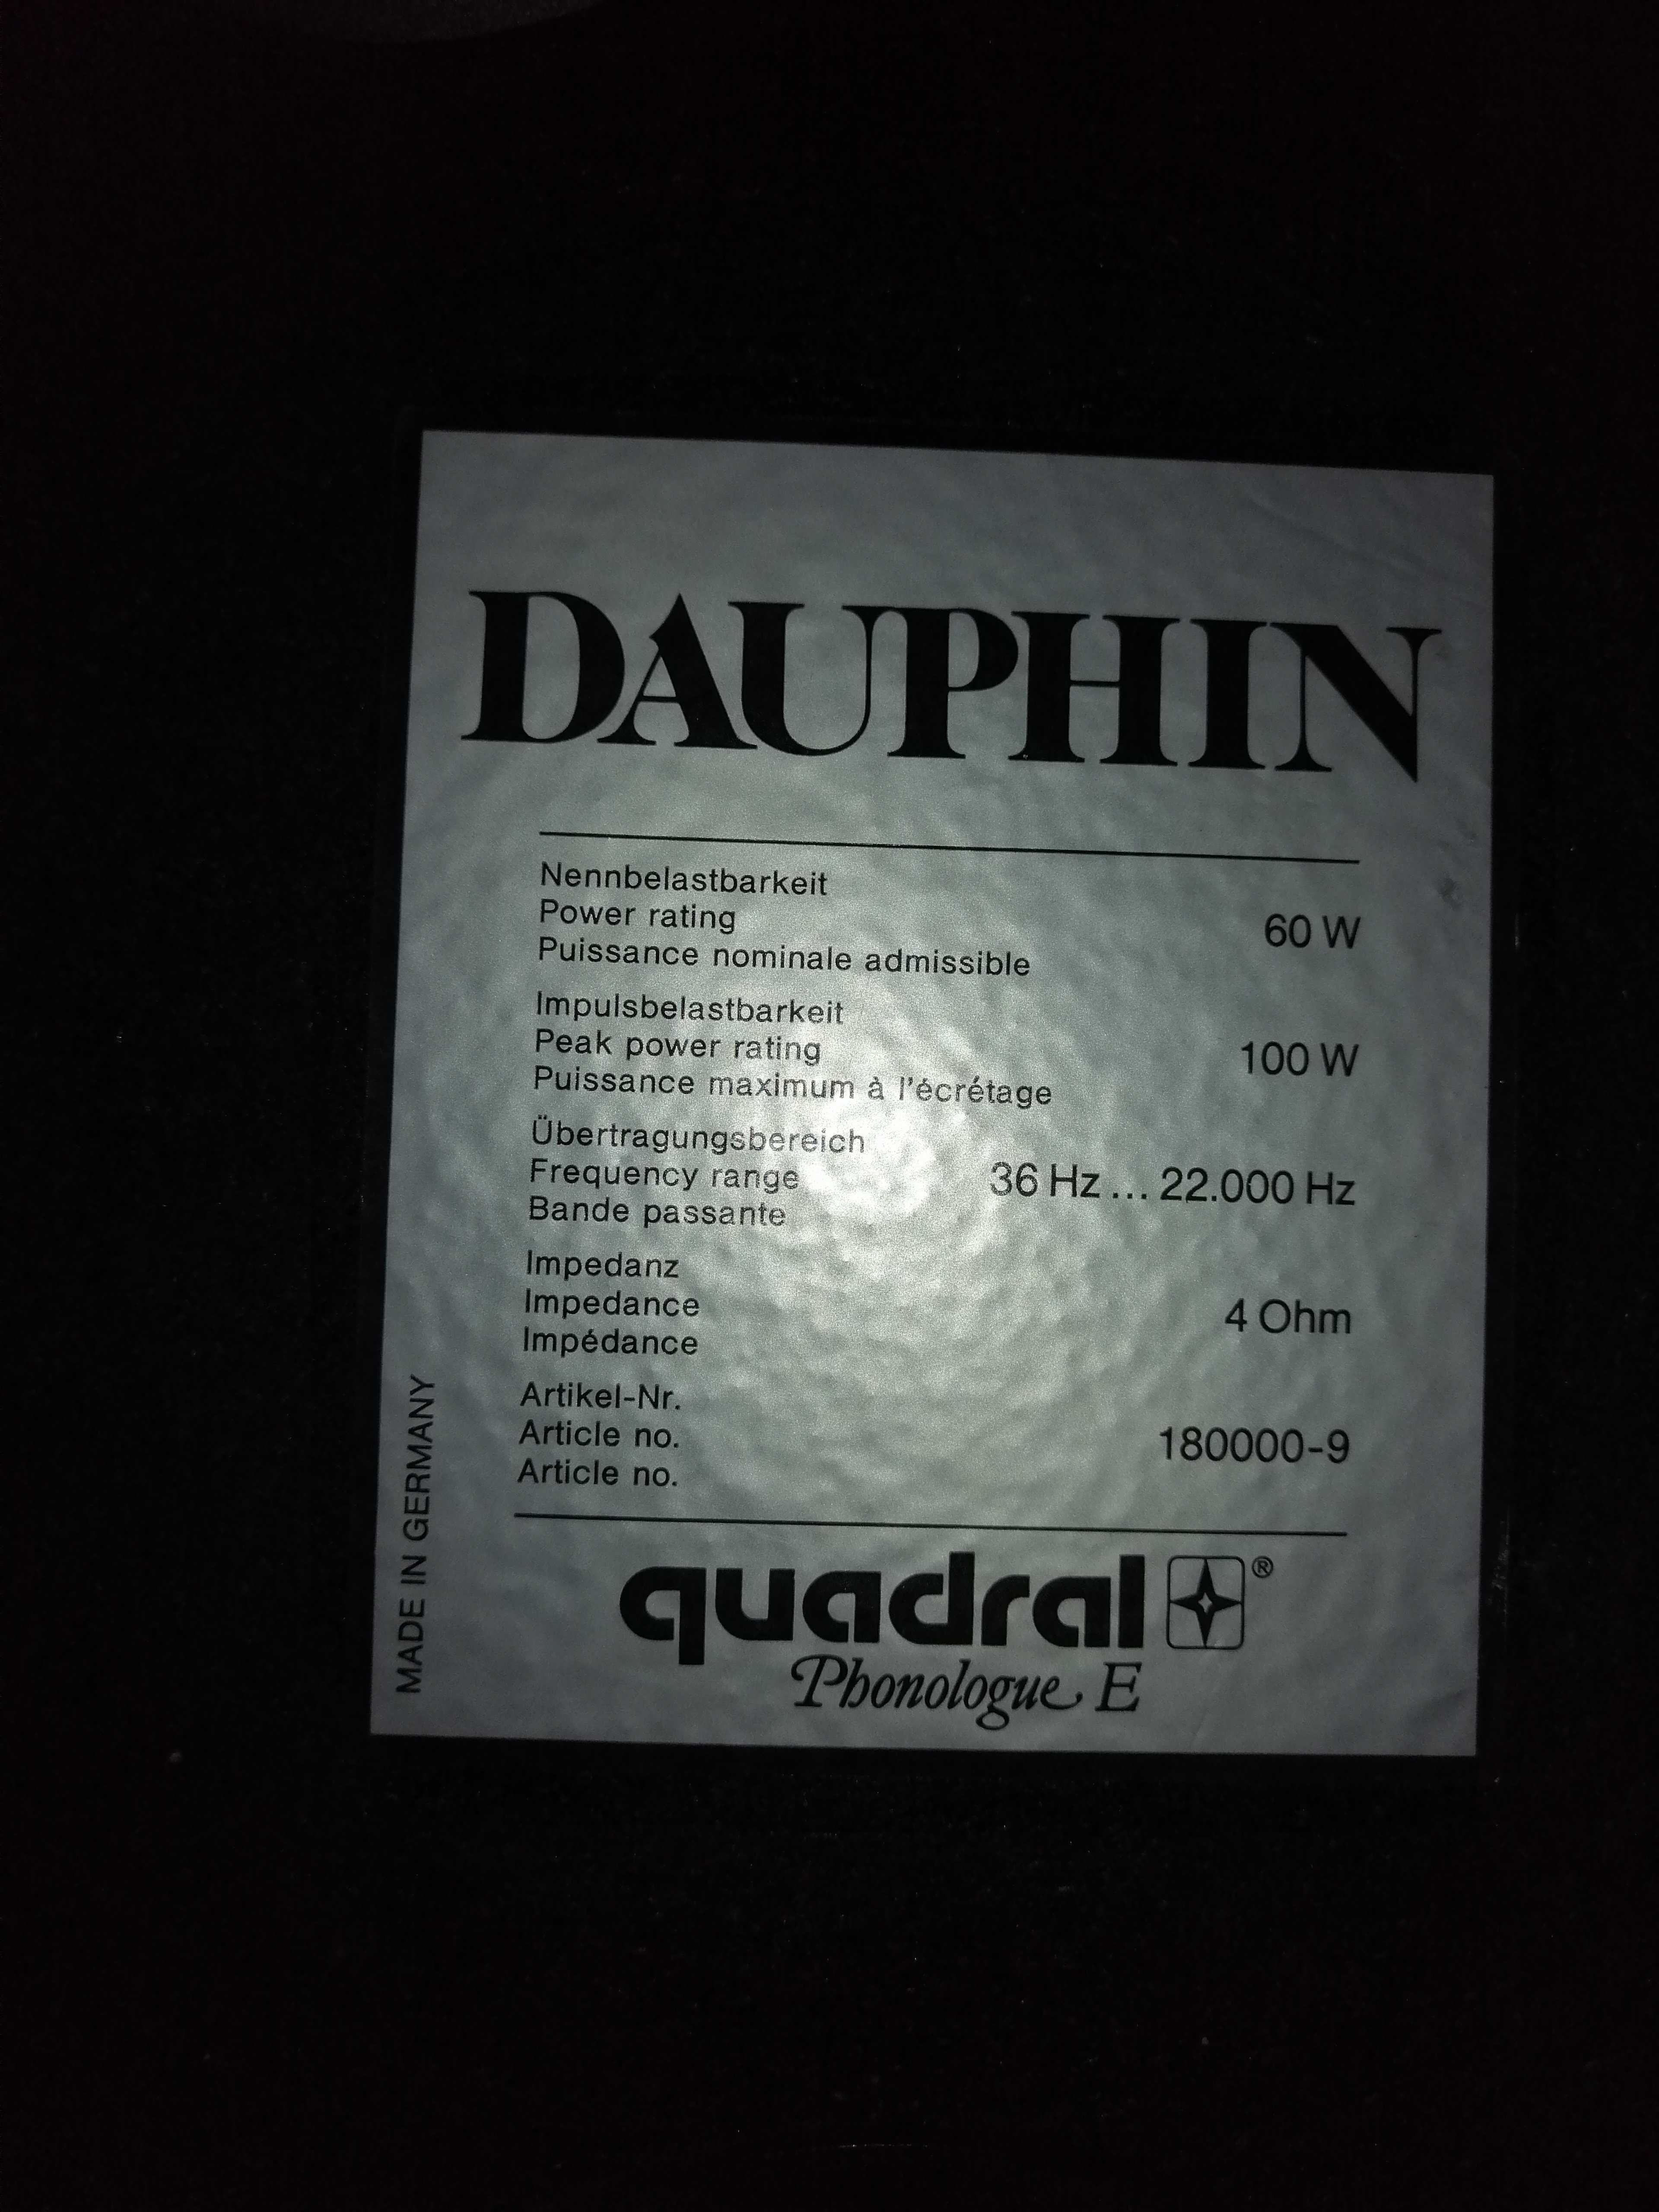 DAUPHIN
Nennbelastbarkeit
Power rating
Puissance nominale admissible
60 W
Impulsbelastbarkeit
Peak power rating
Puissance maximum à l'écrétage
100 W
Übertragungsbereich
Frequency range
Bande passante
36 Hz ... 22.000 Hz
Impedanz
Impedance
Impédance
4 Ohm
Artikel-Nr.
Article no.
Article no.
180000-9
MADE IN GERMANY
quadral ®
Phonologue E